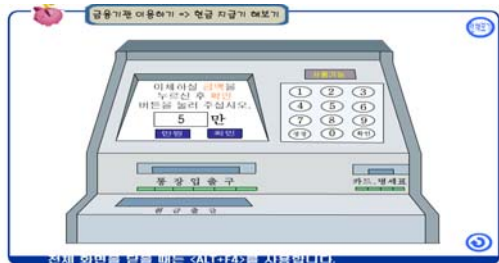 금융기관 이용하기 => 현금 지급기 해보기
이체하실 금액을
누르신 후 확인
버튼을 눌러 주십시오.
5 만
만원 확인
1 2 3
4 5 6
7 8 9
정정 0 확인
통장입출구
카드, 명세표
현금출금
전체 화면을 닫을 때는 <ALT+F4>를 사용합니다.